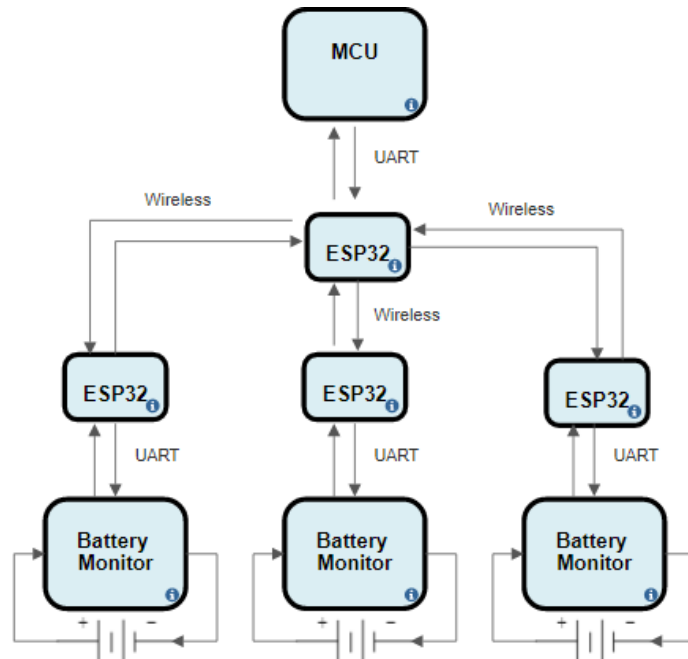 MCU
UART
Wireless
Wireless
ESP32
Wireless
ESP32
ESP32
ESP32
UART
UART
UART
Battery
Monitor
Battery
Monitor
Battery
Monitor
+ −
+ −
+ −